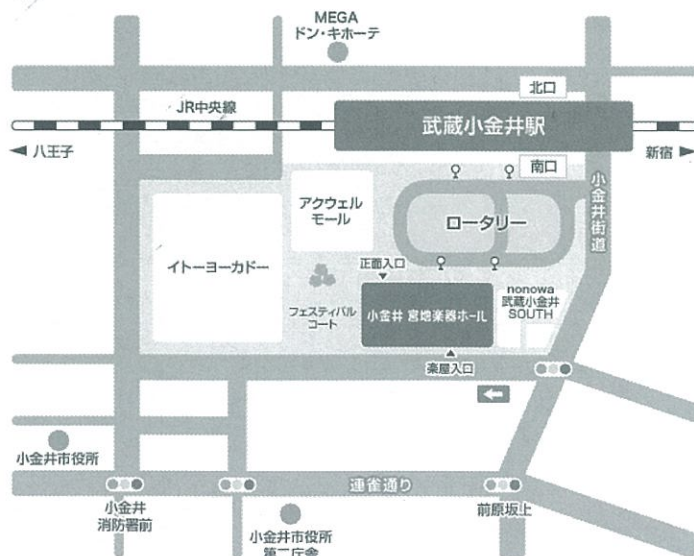 MEGA
ドン・キホーテ
北口
JR中央線
武蔵小金井駅
八王子
新宿
南口
小金井街道
アクウェル
モール
ロータリー
イトーヨーカドー
正面入口
フェスティバル
コート
小金井 宮地楽器ホール
nonowa
武蔵小金井
SOUTH
楽屋入口
小金井市役所
連雀通り
小金井
消防署前
前原坂上
小金井市役所
第二庁舎